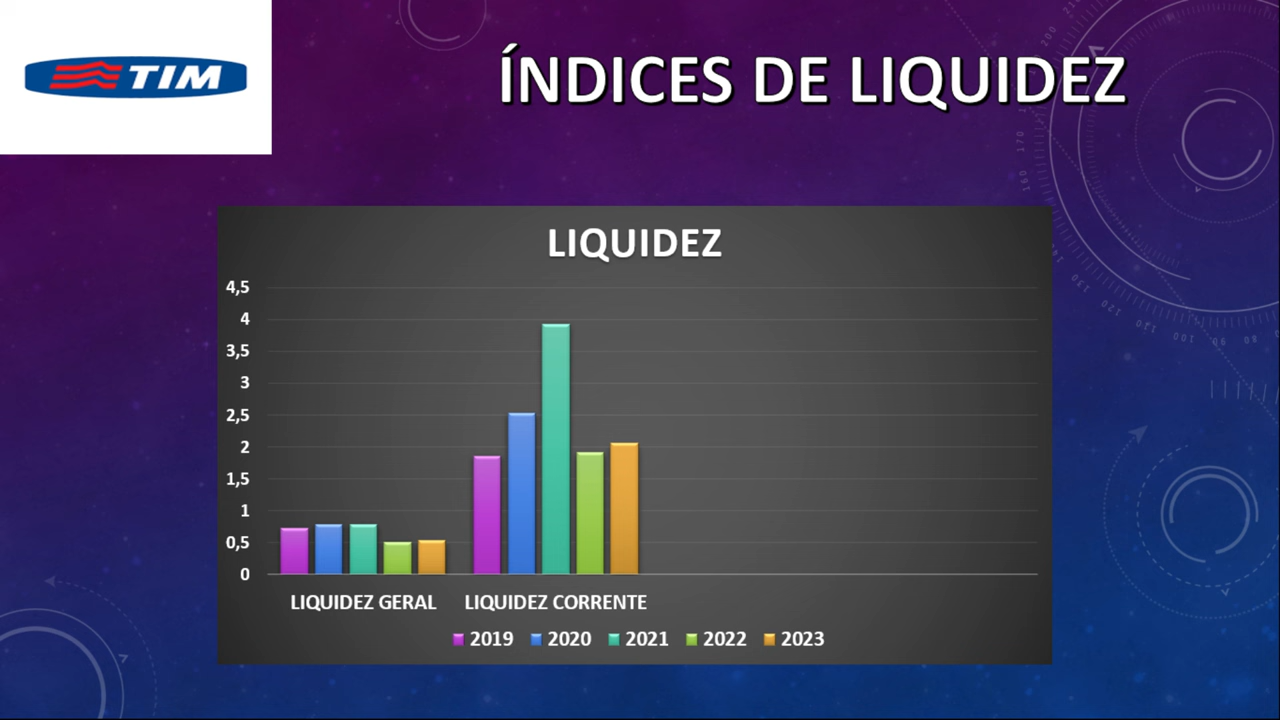 TIM
ÍNDICES DE LIQUIDEZ
LIQUIDEZ
4,5
4
3,5
3
2,5
2
1,5
1
0,5
0
LIQUIDEZ GERAL LIQUIDEZ CORRENTE
2019 2020 2021 2022 2023